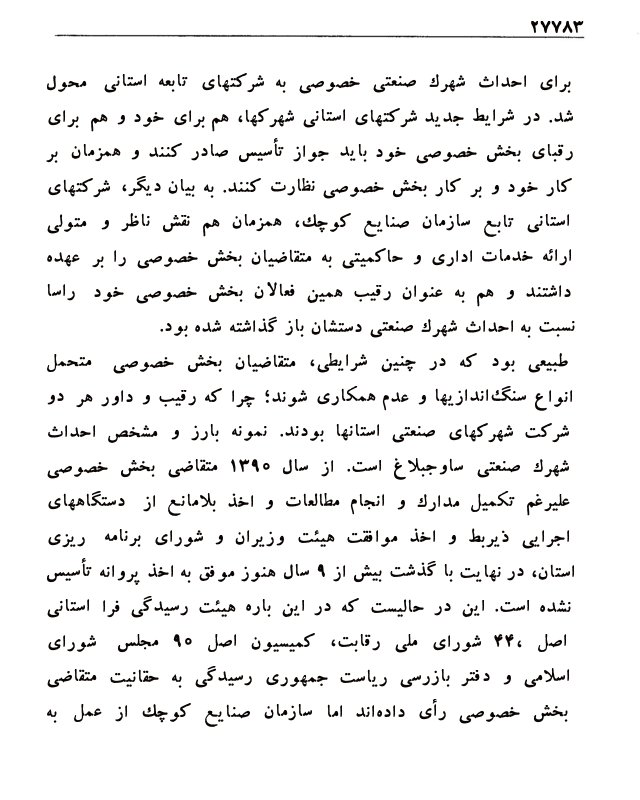 ۲۷۷۸۳
برای احداث شهرك صنعتی خصوصی به شرکتهای تابعه استانی محول
شد. در شرایط جدید شرکتهای استانی شهرکها، هم برای خود و هم برای
رقبای بخش خصوصی خود باید جواز تأسیس صادر کنند و همزمان بر
کار خود و بر کار بخش خصوصی نظارت کنند. به بیان دیگر، شرکتهای
استانی تابع سازمان صنایع کوچك، همزمان هم نقش ناظر و متولی
ارائه خدمات اداری و حاکمیتی به متقاضیان بخش خصوصی را بر عهده
داشتند و هم به عنوان رقیب همین فعالان بخش خصوصی خود راسا
نسبت به احداث شهرك صنعتی دستشان باز گذاشته شده بود.
طبیعی بود که در چنین شرایطی، متقاضیان بخش خصوصی متحمل
انواع سنگ‌اندازیها و عدم همکاری شوند؛ چرا که رقیب و داور هر دو
شرکت شهرکهای صنعتی استانها بودند. نمونه بارز و مشخص احداث
شهرك صنعتی ساوجبلاغ است. از سال ۱۳۹۰ متقاضی بخش خصوصی
علیرغم تکمیل مدارك و انجام مطالعات و اخذ بلامانع از دستگاههای
اجرایی ذیربط و اخذ موافقت هیئت وزیران و شورای برنامه ریزی
استان، در نهایت با گذشت بیش از ۹ سال هنوز موفق به اخذ پروانه تأسیس
نشده است. این در حالیست که در این باره هیئت رسیدگی فرا استانی
اصل ۴۴، شورای ملی رقابت، کمیسیون اصل ۹۰ مجلس شورای
اسلامی و دفتر بازرسی ریاست جمهوری رسیدگی به حقانیت متقاضی
بخش خصوصی رأی داده‌اند اما سازمان صنایع کوچك از عمل به